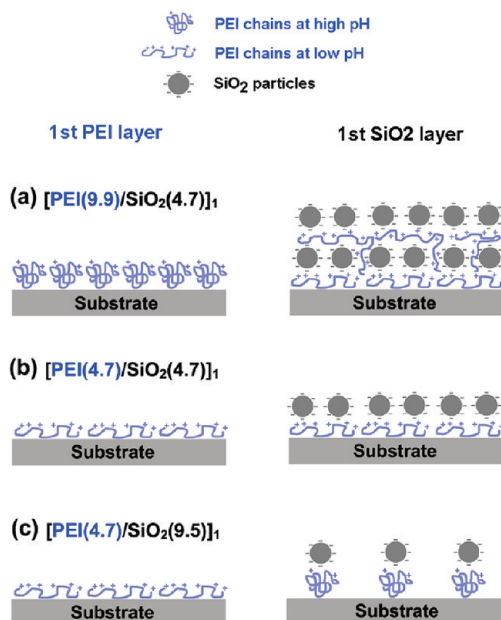 PEI chains at high pH
PEI chains at low pH
SiO₂ particles
1st PEI layer
1st SiO2 layer
(a) [PEI(9.9)/SiO₂(4.7)]₁
Substrate
Substrate
(b) [PEI(4.7)/SiO₂(4.7)]₁
Substrate
Substrate
(c) [PEI(4.7)/SiO₂(9.5)]₁
Substrate
Substrate